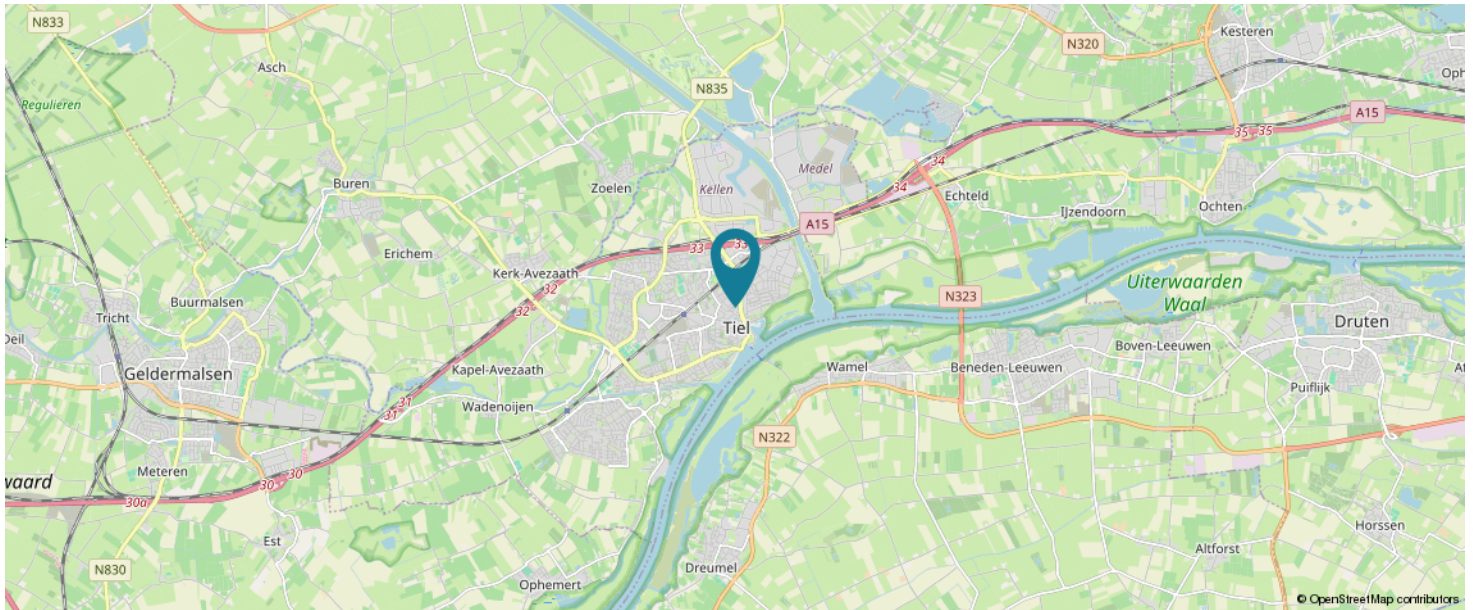 N833
Kesteren
N320
Asch
Oph
Regulieren
N835
A15
35
35
34
Medel
Zoelen
Kellen
Buren
34
Echteld
Ochten
IJzendoorn
A15
33
33
Erichem
Kerk-Avezaath
32
Uiterwaarden
Waal
N323
Buurmalsen
32
Tricht
Tiel
Druten
Deil
Boven-Leeuwen
Geldermalsen
Kapel-Avezaath
Wamel
Beneden-Leeuwen
At
Puiflijk
31
31
Wadenoijen
N322
Meteren
30
30
waard
30a
Horssen
Est
Altforst
N830
Dreumel
Ophemert
© OpenStreetMap contributors